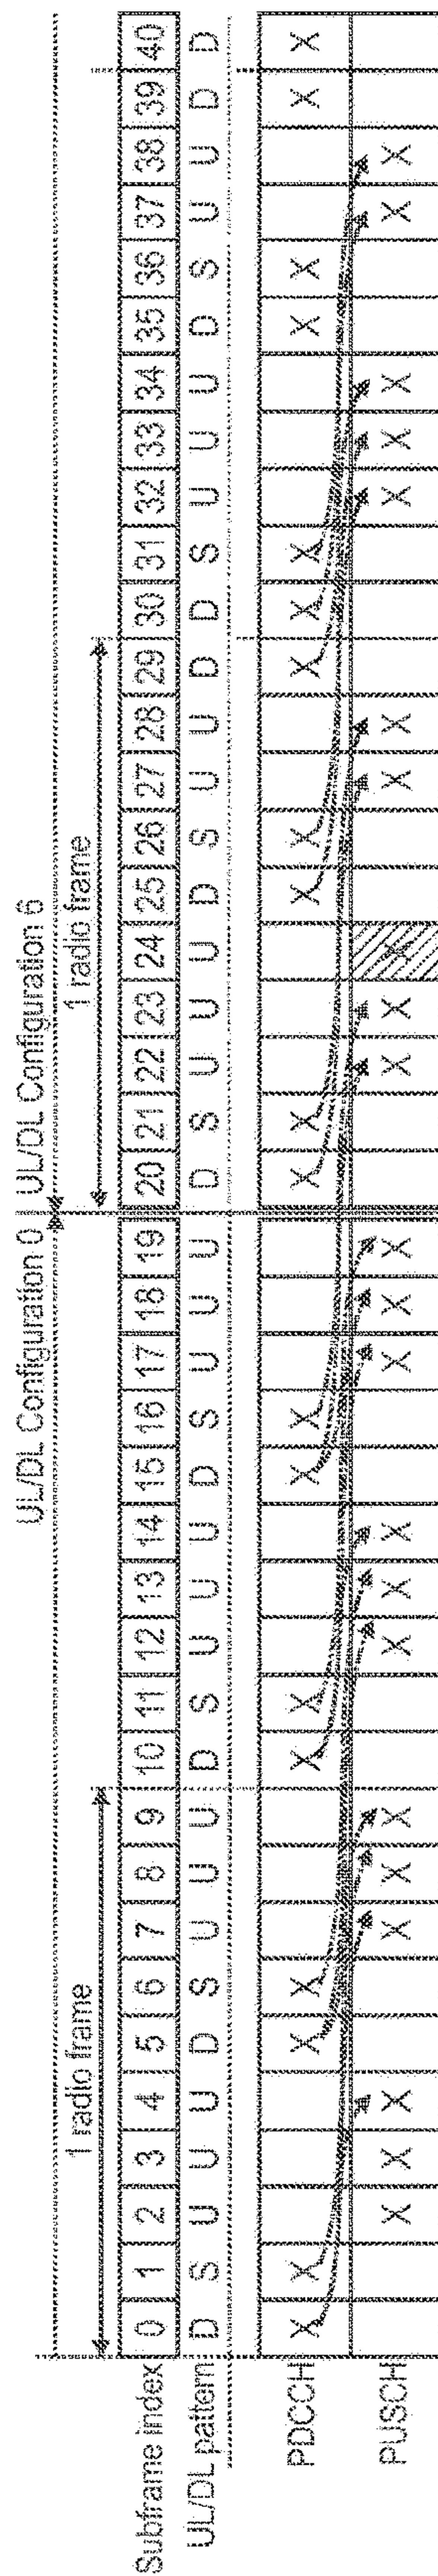 UL/DL Configuration 0 UL/DL Configuration 6
1 radio frame 1 radio frame
Subframe index 0 1 2 3 4 5 6 7 8 9 10 11 12 13 14 15 16 17 18 19 20 21 22 23 24 25 26 27 28 29 30 31 32 33 34 35 36 37 38 39 40
UL/DL pattern D S U U U D S U U U D S U U U D S U U U D S U U U D S U U D D S U U U D S U U D D
PDCCH X X X X X X X X X X X X X X X X X X X
PUSCH X X X X X X X X X X X X X X X X X X X X X X